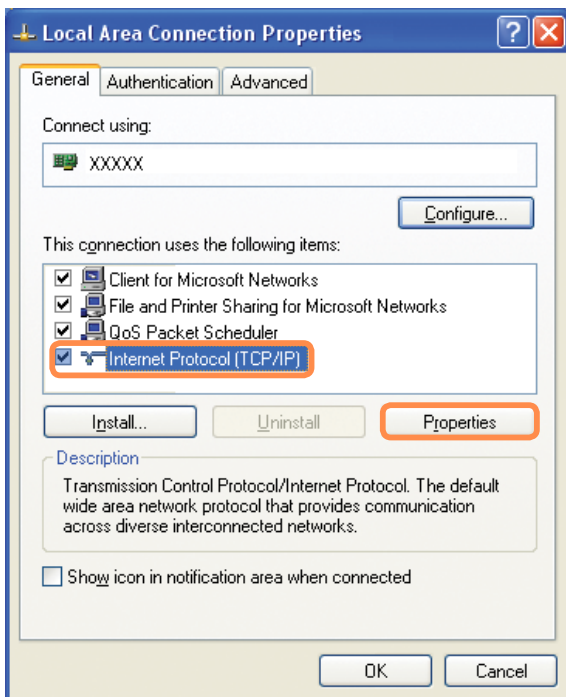 Local Area Connection Properties
General Authentication Advanced
Connect using:
XXXXX
Configure...
This connection uses the following items:
Client for Microsoft Networks
File and Printer Sharing for Microsoft Networks
QoS Packet Scheduler
Internet Protocol (TCP/IP)
Install... Uninstall Properties
Description
Transmission Control Protocol/Internet Protocol. The default
wide area network protocol that provides communication
across diverse interconnected networks.
Show icon in notification area when connected
OK Cancel